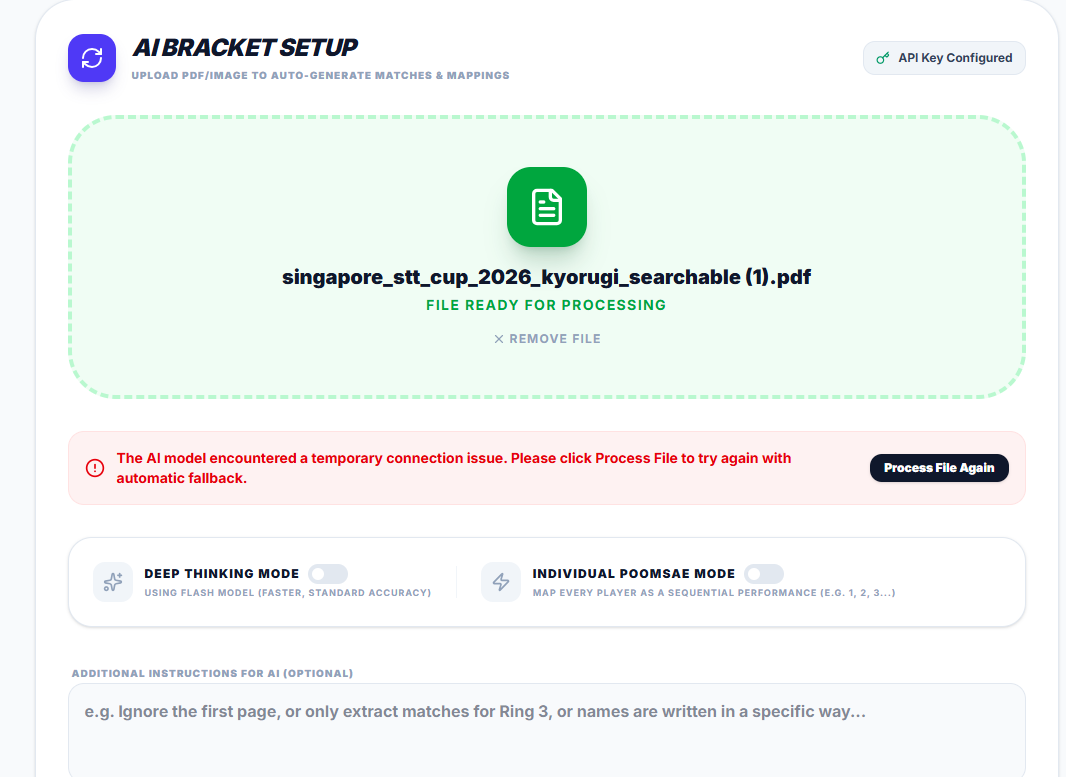 AI BRACKET SETUP
UPLOAD PDF/IMAGE TO AUTO-GENERATE MATCHES & MAPPINGS
API Key Configured
singapore_stt_cup_2026_kyorugi_searchable (1).pdf
FILE READY FOR PROCESSING
REMOVE FILE
The AI model encountered a temporary connection issue. Please click Process File to try again with
automatic fallback.
Process File Again
DEEP THINKING MODE
USING FLASH MODEL (FASTER, STANDARD ACCURACY)
INDIVIDUAL POOMSAE MODE
MAP EVERY PLAYER AS A SEQUENTIAL PERFORMANCE (E.G. 1, 2, 3...)
ADDITIONAL INSTRUCTIONS FOR AI (OPTIONAL)
e.g. Ignore the first page, or only extract matches for Ring 3, or names are written in a specific way...